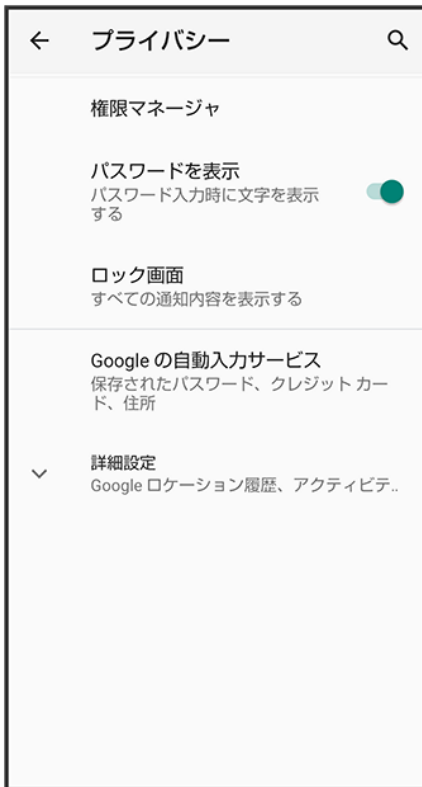 プライバシー
権限マネージャ
パスワードを表示
パスワード入力時に文字を表示
する
ロック画面
すべての通知内容を表示する
Google の自動入力サービス
保存されたパスワード、クレジット カー
ド、住所
詳細設定
Google ロケーション履歴、アクティビテ..